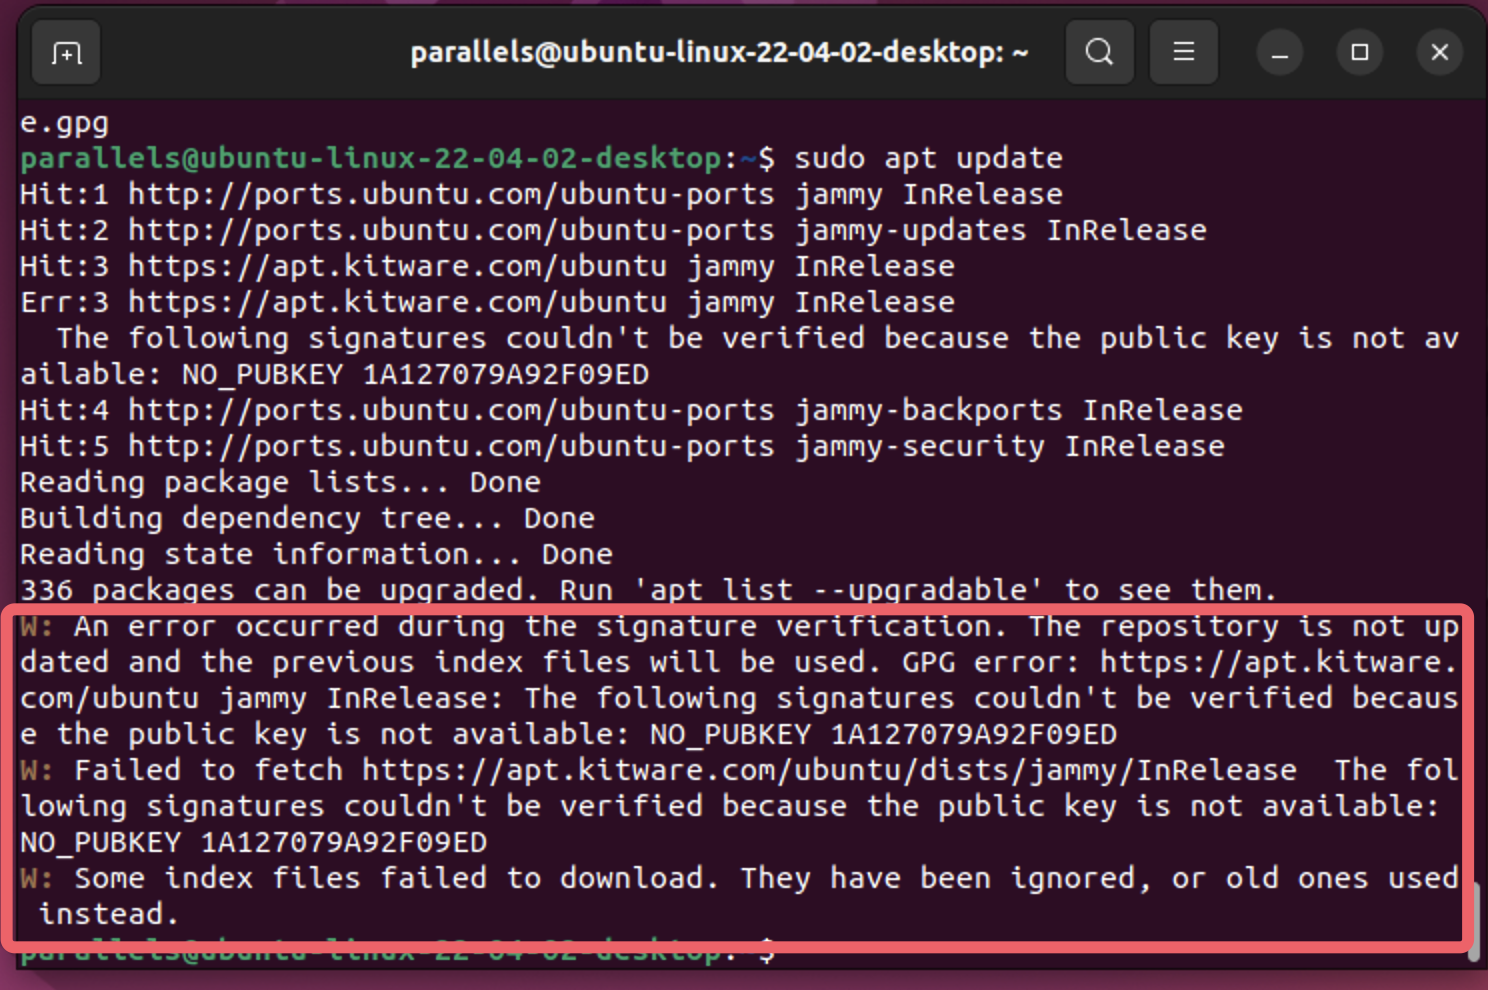 parallels@ubuntu-linux-22-04-02-desktop: ~
e.gpg
parallels@ubuntu-linux-22-04-02-desktop:~$ sudo apt update
Hit:1 http://ports.ubuntu.com/ubuntu-ports jammy InRelease
Hit:2 http://ports.ubuntu.com/ubuntu-ports jammy-updates InRelease
Hit:3 https://apt.kitware.com/ubuntu jammy InRelease
Err:3 https://apt.kitware.com/ubuntu jammy InRelease
  The following signatures couldn't be verified because the public key is not av
ailable: NO_PUBKEY 1A127079A92F09ED
Hit:4 http://ports.ubuntu.com/ubuntu-ports jammy-backports InRelease
Hit:5 http://ports.ubuntu.com/ubuntu-ports jammy-security InRelease
Reading package lists... Done
Building dependency tree... Done
Reading state information... Done
336 packages can be upgraded. Run 'apt list --upgradable' to see them.
W: An error occurred during the signature verification. The repository is not up
dated and the previous index files will be used. GPG error: https://apt.kitware.
com/ubuntu jammy InRelease: The following signatures couldn't be verified becaus
e the public key is not available: NO_PUBKEY 1A127079A92F09ED
W: Failed to fetch https://apt.kitware.com/ubuntu/dists/jammy/InRelease  The fol
lowing signatures couldn't be verified because the public key is not available:
NO_PUBKEY 1A127079A92F09ED
W: Some index files failed to download. They have been ignored, or old ones used
 instead.
parallels@ubuntu-linux-22-04-02-desktop:~$